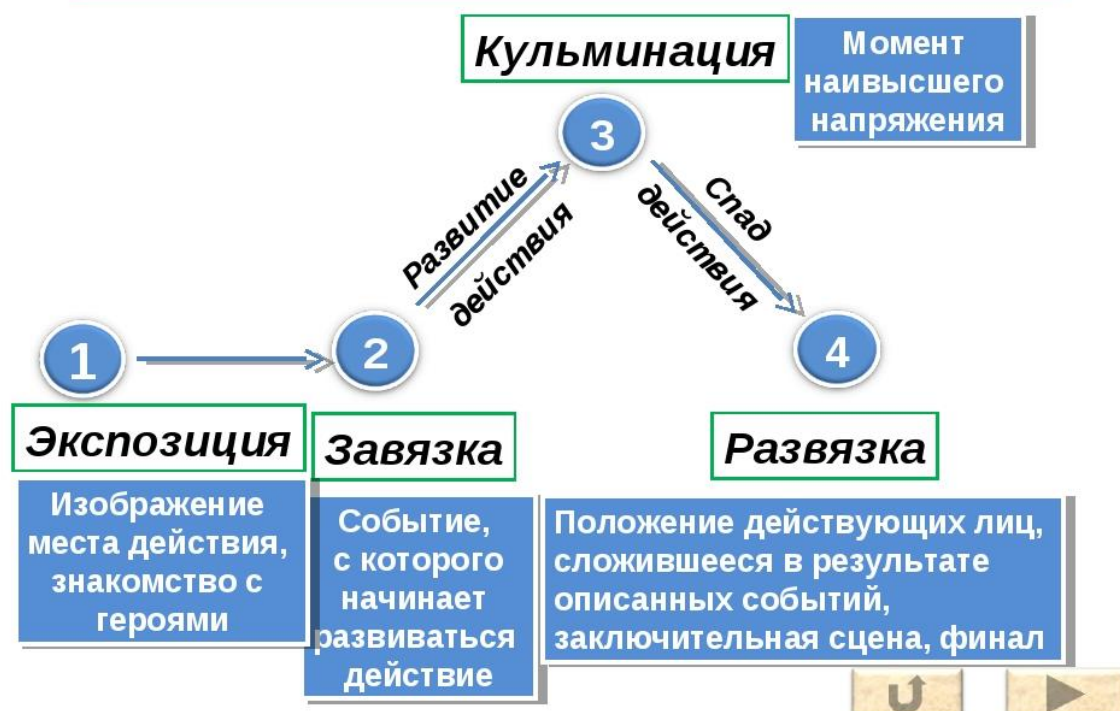 Кульминация
Момент
наивысшего
напряжения
3
Развитие
действия
Спад
действия
1
2
4
Экспозиция
Завязка
Развязка
Изображение
места действия,
знакомство с
героями
Событие,
с которого
начинает
развиваться
действие
Положение действующих лиц,
сложившееся в результате
описанных событий,
заключительная сцена, финал